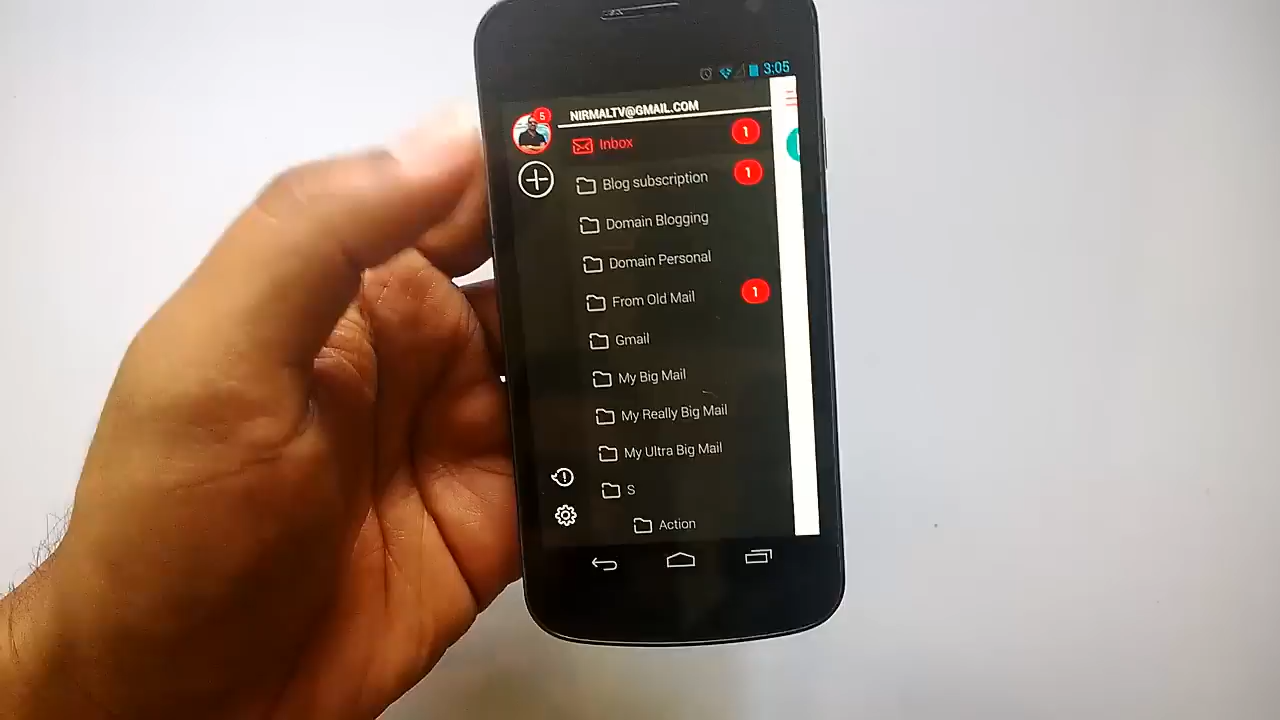 3:05
NIRMALTV@GMAIL.COM
5
Inbox
1
Blog subscription
1
Domain Blogging
Domain Personal
From Old Mail
1
Gmail
My Big Mail
My Really Big Mail
My Ultra Big Mail
S
Action